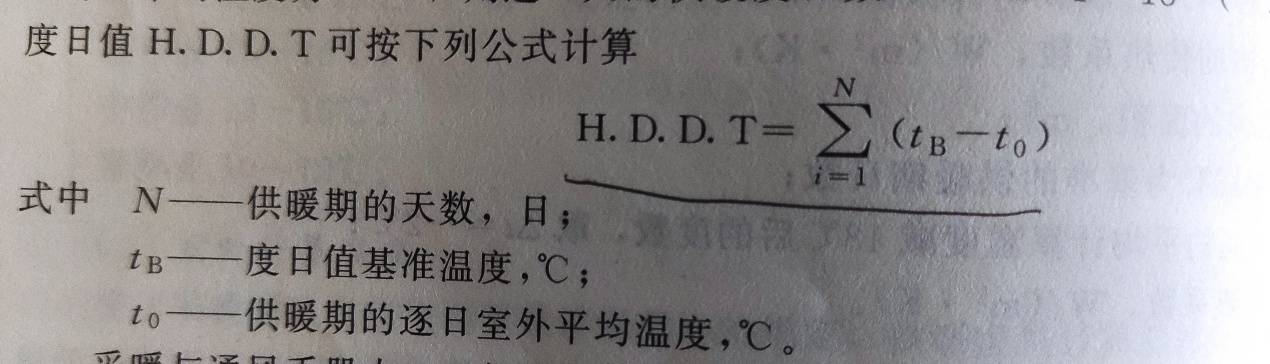 度日值 H. D. D. T 可按下列公式计算
H. D. D. T= \sum_{i=1}^{N} (t_B－t_0)
式中 N——供暖期的天数，日；
t_B——度日值基准温度，℃；
t_0——供暖期的逐日室外平均温度，℃。